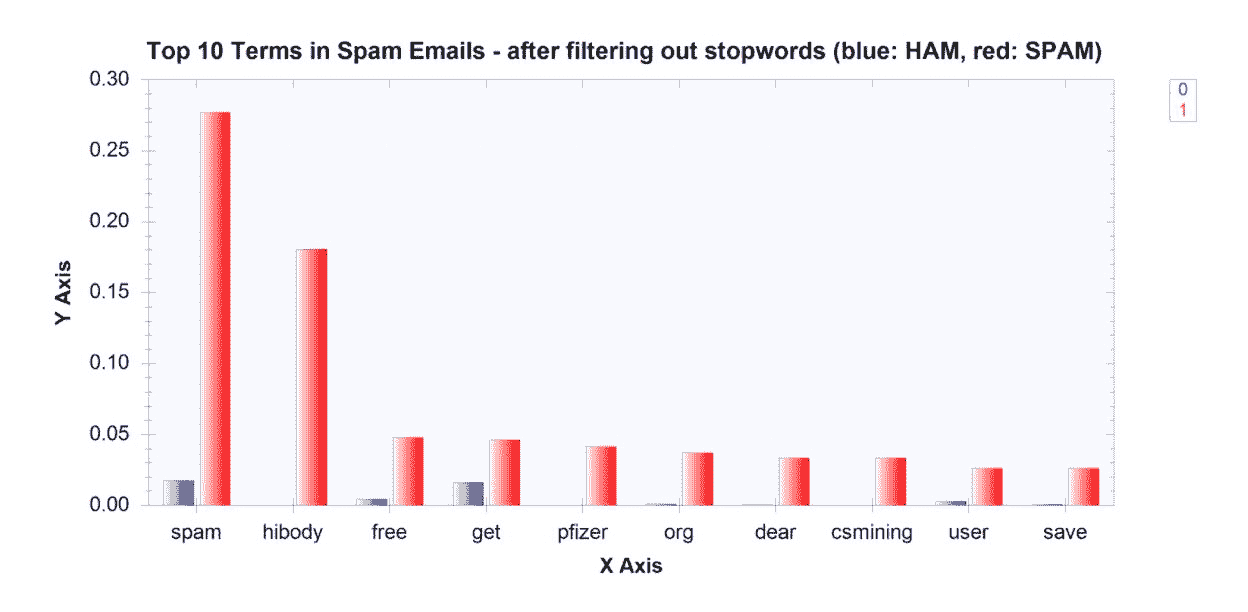 Top 10 Terms in Spam Emails - after filtering out stopwords (blue: HAM, red: SPAM)
0
1
0.30
0.25
0.20
0.15
0.10
0.05
0.00
Y Axis
spam hibody free get pfizer org dear csmining user save
X Axis